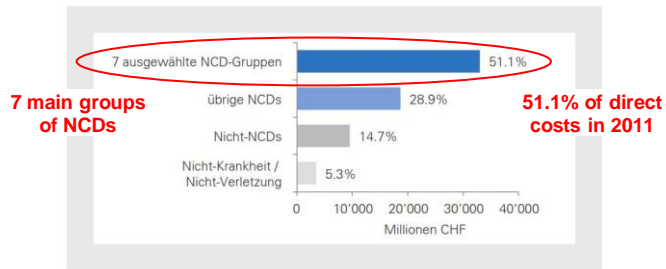 7 ausgewählte NCD-Gruppen 51.1%
7 main groups
of NCDs
übrige NCDs 28.9%
51.1% of direct
costs in 2011
Nicht-NCDs 14.7%
Nicht-Krankheit /
Nicht-Verletzung 5.3%
0 10'000 20'000 30'000 40'000
Millionen CHF